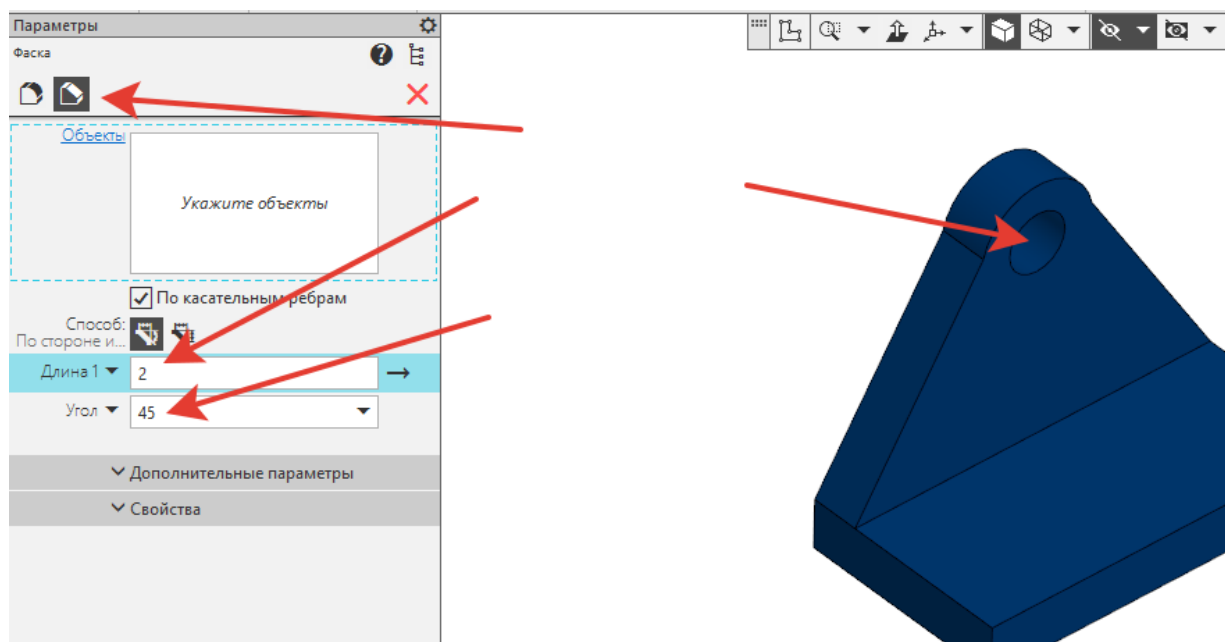 Параметры
Фаска
?
Объекты
Укажите объекты
По касательным ребрам
Способ:
По стороне и...
Длина 1
2
Угол
45
Дополнительные параметры
Свойства